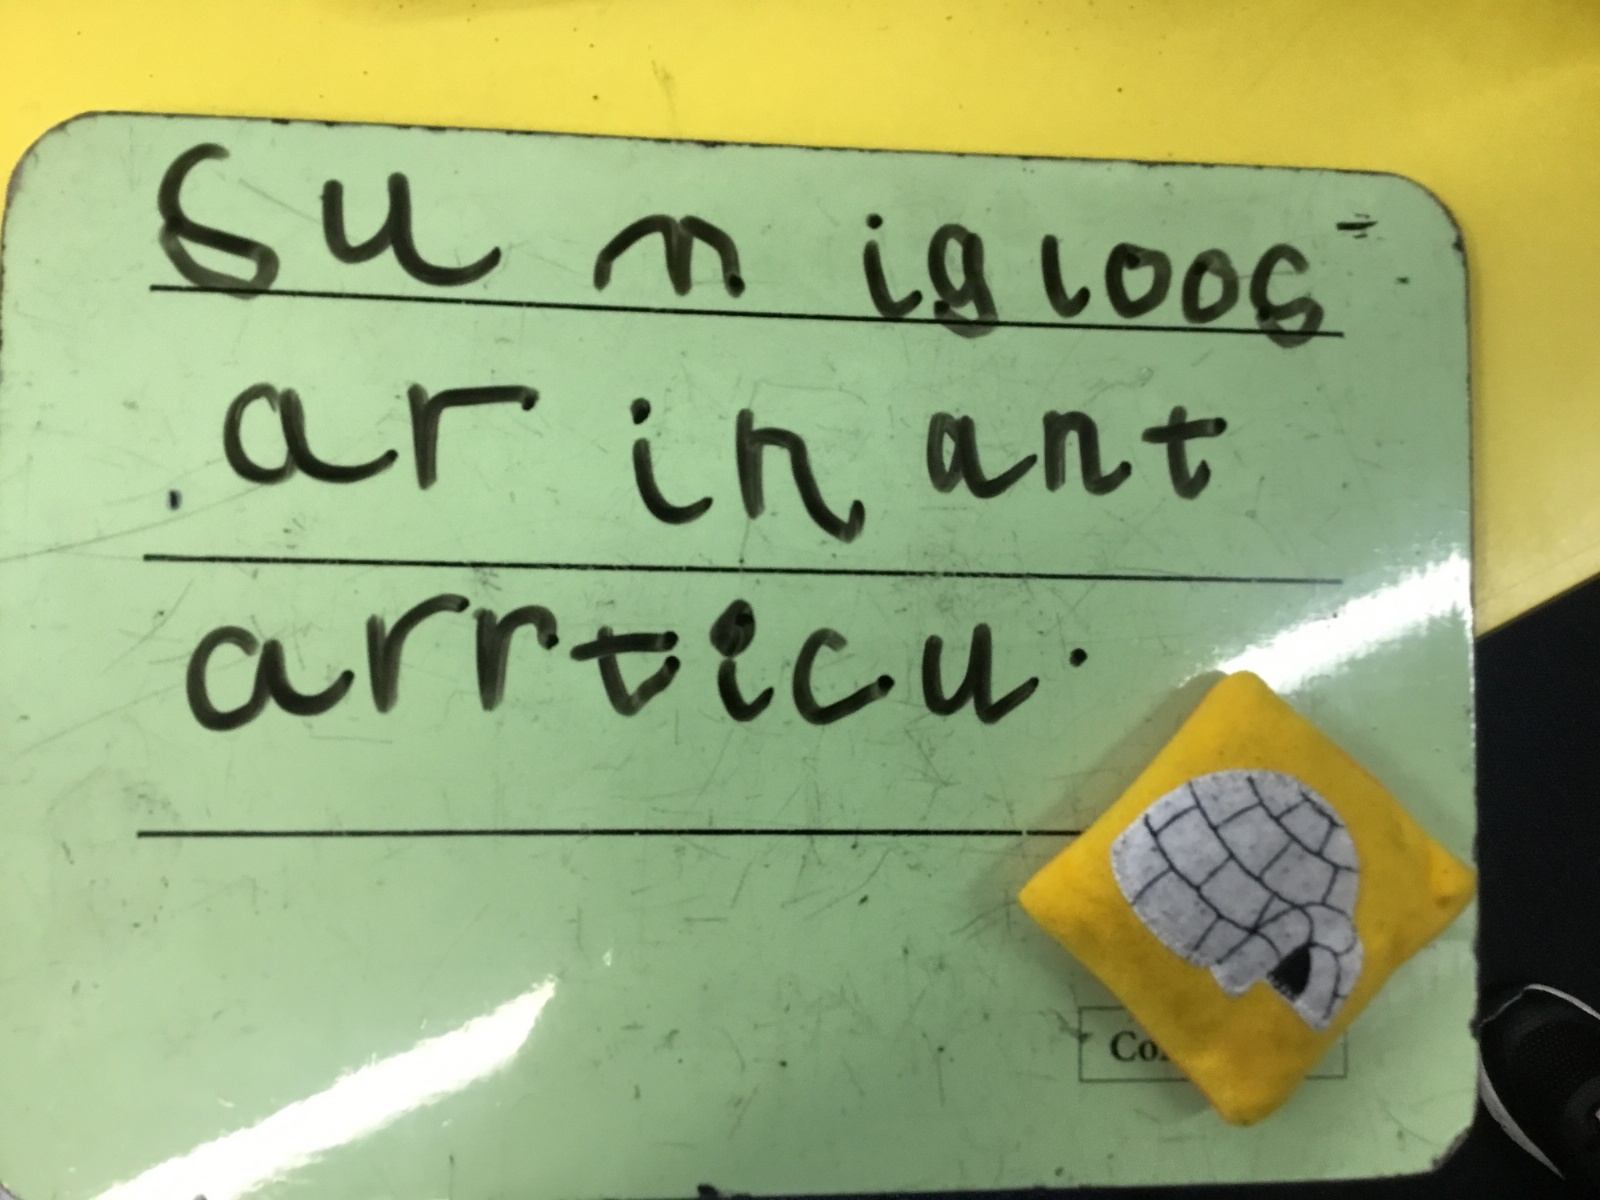 Su m igloos
ar in ant
arrticu.